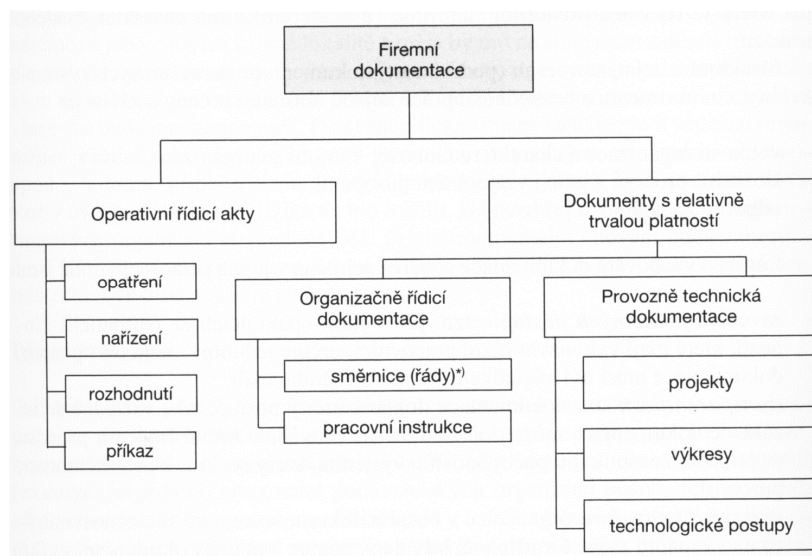 Firemní
dokumentace
Operativní řídicí akty
Dokumenty s relativně
trvalou platností
opatření
nařízení
rozhodnutí
příkaz
Organizačně řídicí
dokumentace
směrnice (řády)*)
pracovní instrukce
Provozně technická
dokumentace
projekty
výkresy
technologické postupy